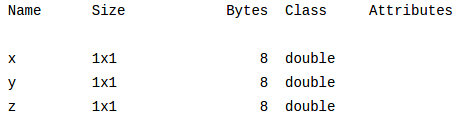 Name      Size            Bytes  Class     Attributes
x         1x1                 8  double
y         1x1                 8  double
z         1x1                 8  double